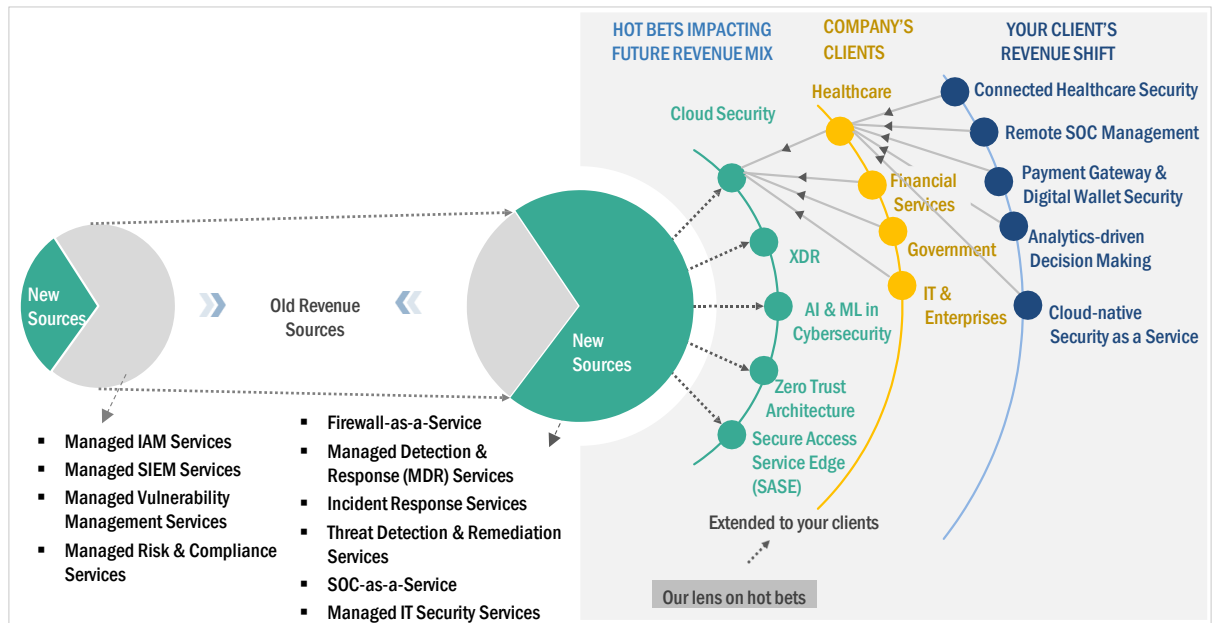 HOT BETS IMPACTING
FUTURE REVENUE MIX
COMPANY'S
CLIENTS
YOUR CLIENT'S
REVENUE SHIFT
Healthcare
Connected Healthcare Security
Cloud Security
Remote SOC Management
Payment Gateway &
Digital Wallet Security
Financial
Services
Analytics-driven
Decision Making
Government
XDR
IT &
Enterprises
AI & ML in
Cybersecurity
Cloud-native
Security as a Service
New
Sources
Old Revenue
Sources
New
Sources
Zero Trust
Architecture
Secure Access
Service Edge
(SASE)
▪ Managed IAM Services
▪ Managed SIEM Services
▪ Managed Vulnerability
Management Services
▪ Managed Risk & Compliance
Services
▪ Firewall-as-a-Service
▪ Managed Detection &
Response (MDR) Services
▪ Incident Response Services
▪ Threat Detection & Remediation
Services
▪ SOC-as-a-Service
▪ Managed IT Security Services
Extended to your clients
Our lens on hot bets